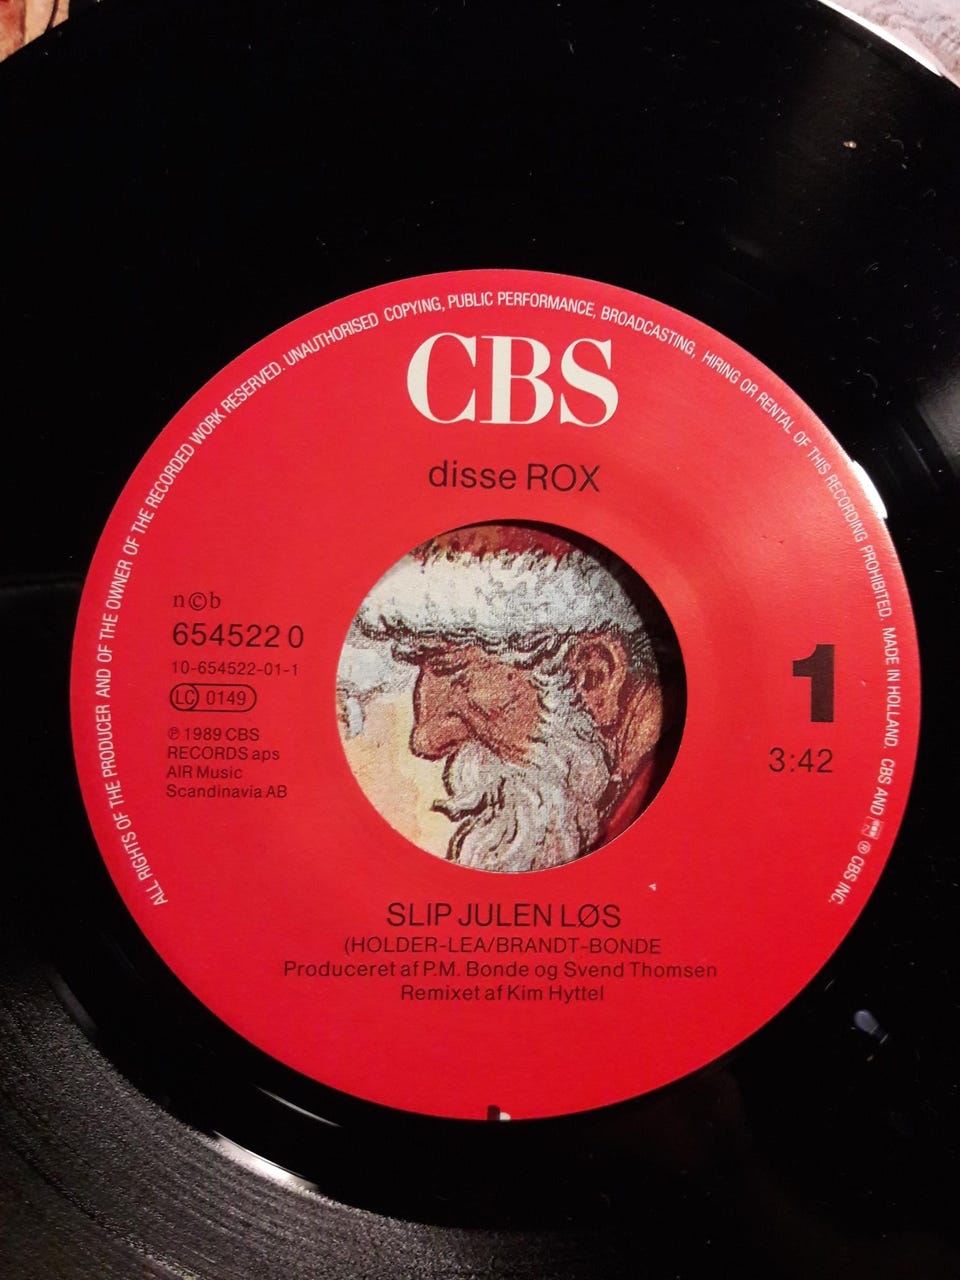 ALL RIGHTS OF THE PRODUCER AND OF THE OWNER OF THE RECORDED WORK RESERVED. UNAUTHORISED COPYING, PUBLIC PERFORMANCE, BROADCASTING, HIRING OR RENTAL OF THIS RECORDING PROHIBITED. MADE IN HOLLAND. CBS AND ® CBS INC.
CBS
disse ROX
n©b
654522 0
10-654522-01-1
LC 0149
℗ 1989 CBS
RECORDS aps
AIR Music
Scandinavia AB
1
3:42
SLIP JULEN LØS
(HOLDER-LEA/BRANDT-BONDE
Produceret af P.M. Bonde og Svend Thomsen
Remixet af Kim Hyttel